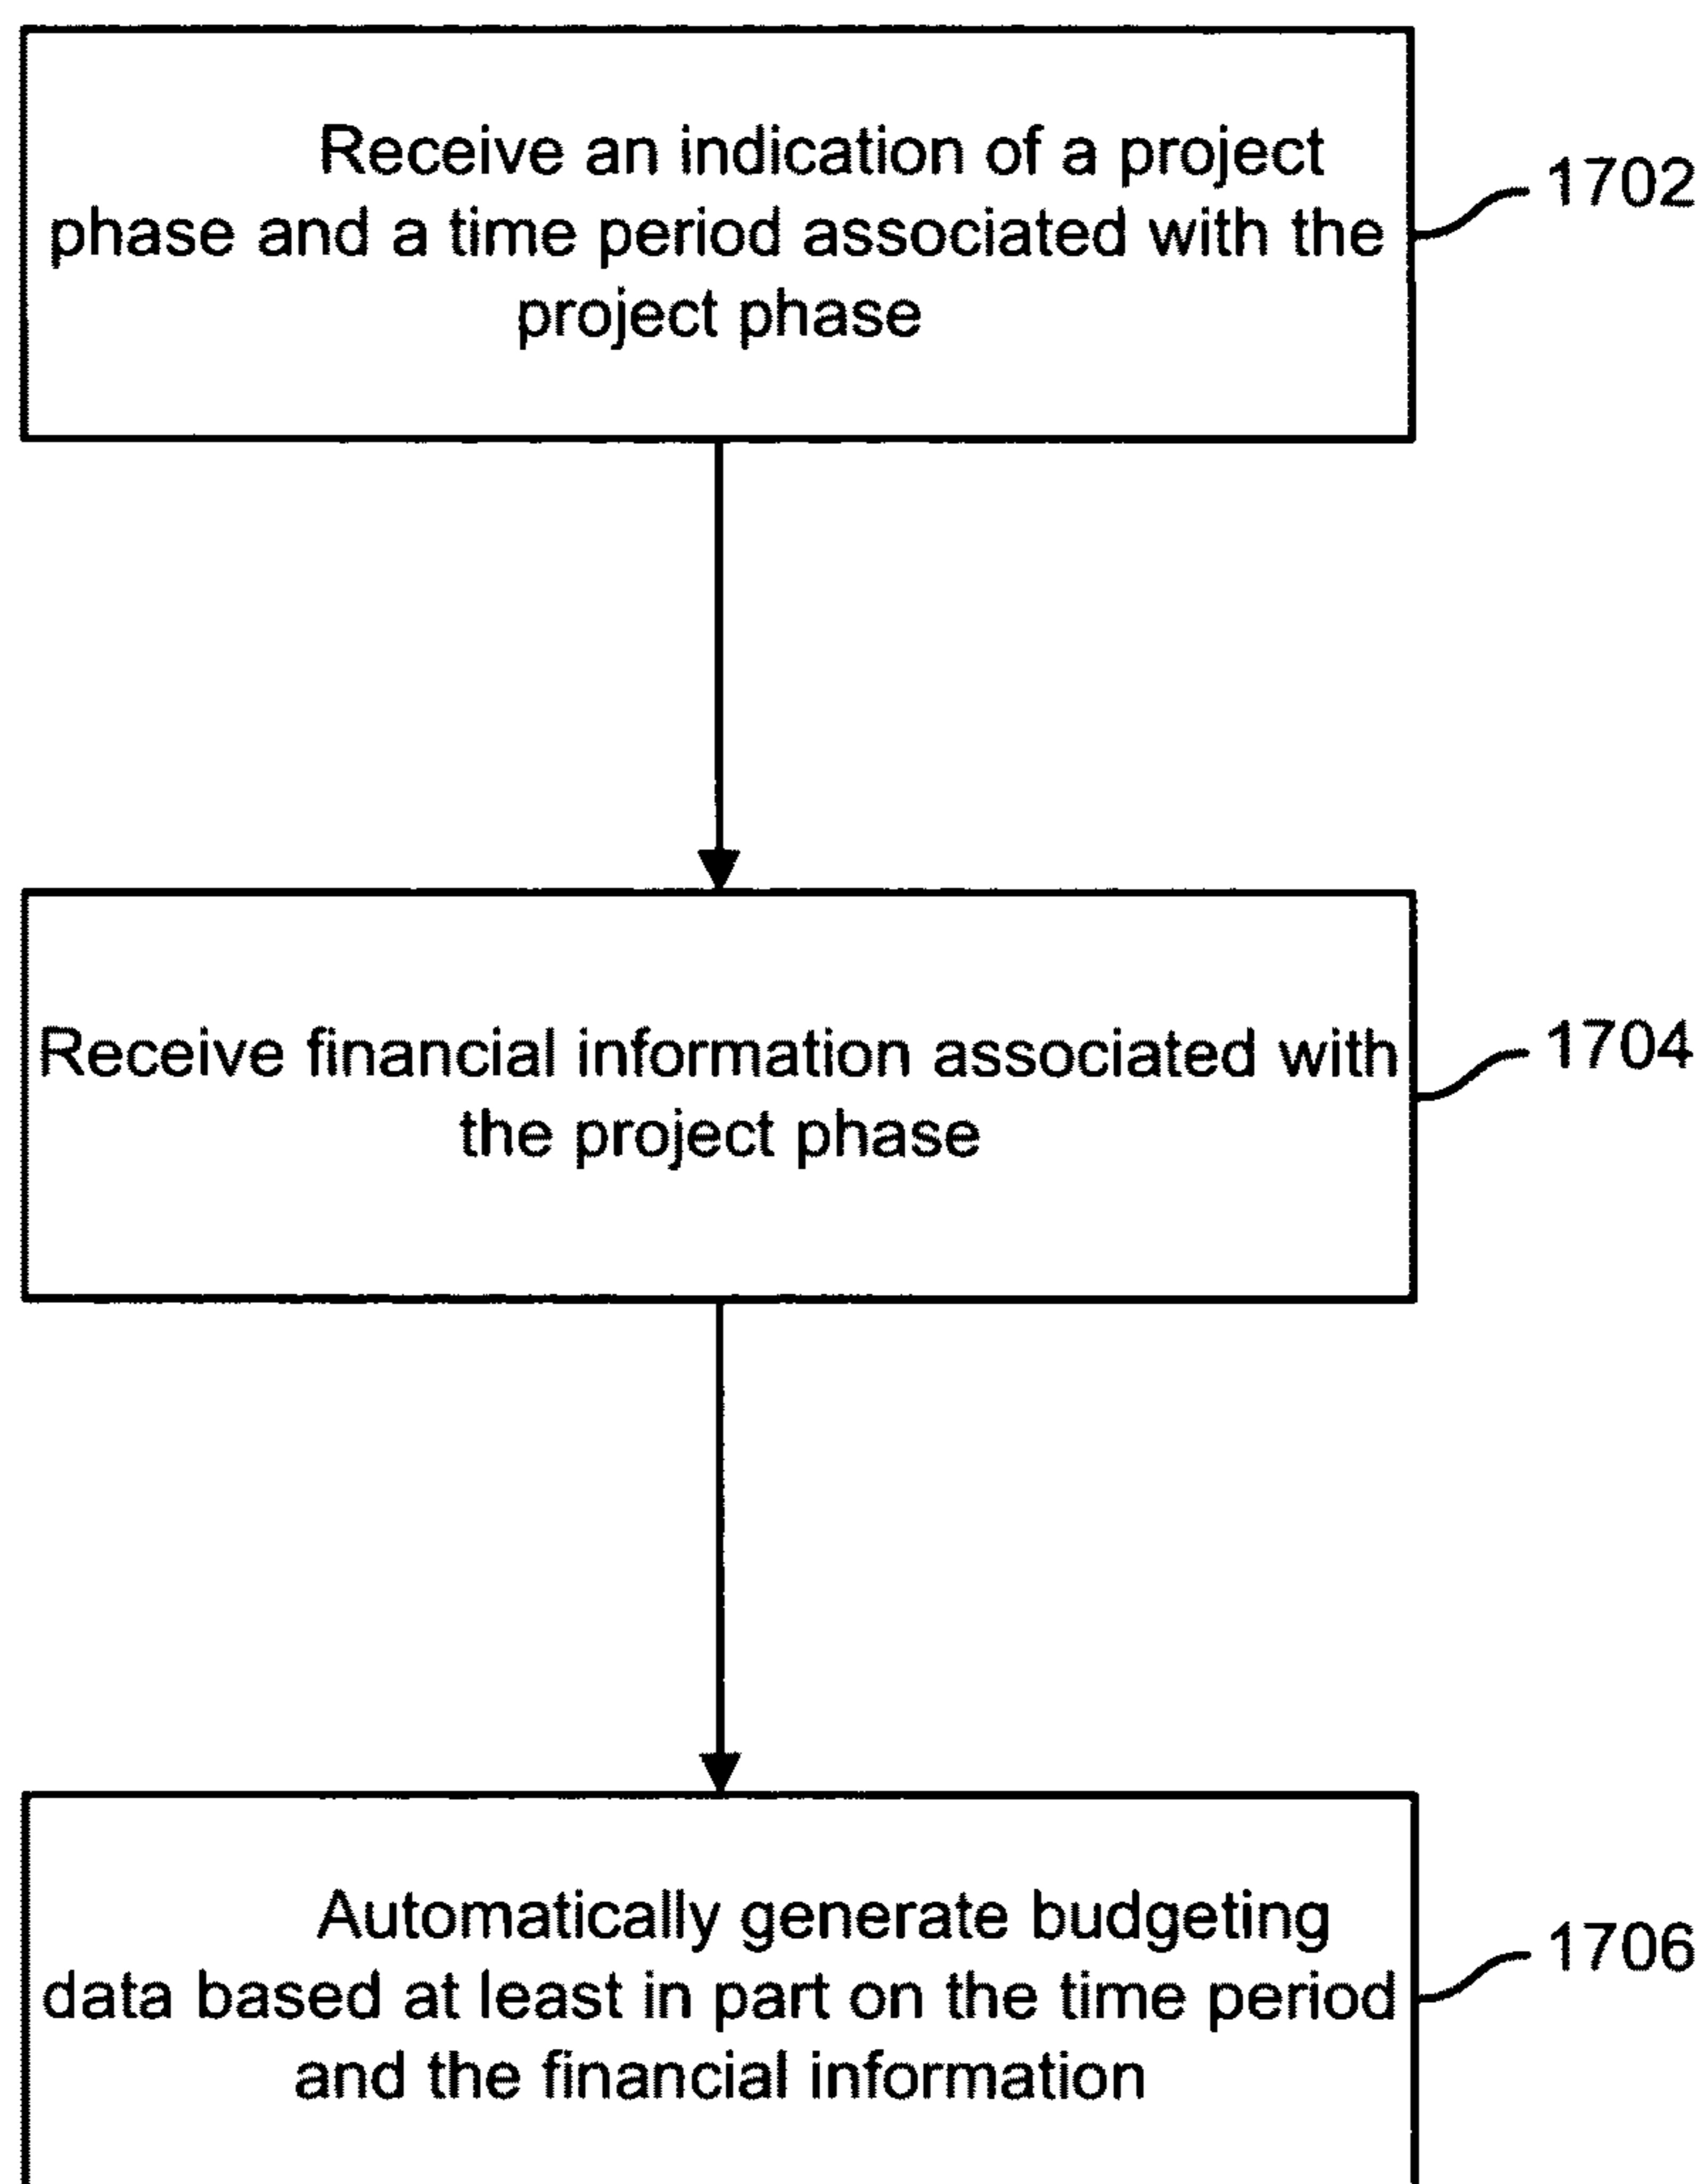 Receive an indication of a project
phase and a time period associated with the
project phase
1702
Receive financial information associated with
the project phase
1704
Automatically generate budgeting
data based at least in part on the time period
and the financial information
1706